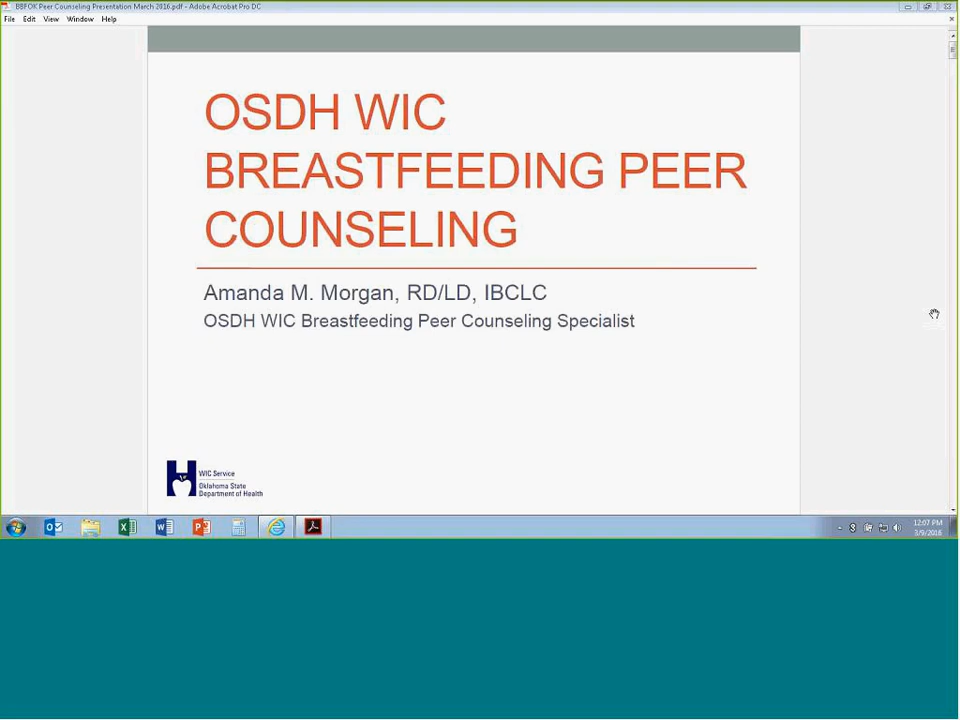 BBFOK Peer Counseling Presentation March 2016.pdf - Adobe Acrobat Pro DC
File Edit View Window Help
OSDH WIC
BREASTFEEDING PEER
COUNSELING
Amanda M. Morgan, RD/LD, IBCLC
OSDH WIC Breastfeeding Peer Counseling Specialist
WIC Service
Oklahoma State
Department of Health
12:07 PM
3/9/2016